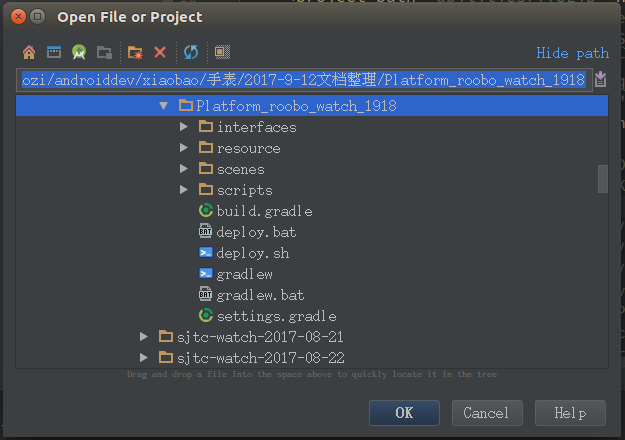 Open File or Project
Hide path
ozi/androiddev/xiaobao/手表/2017-9-12文档整理/Platform_roobo_watch_1918
Platform_roobo_watch_1918
interfaces
resource
scenes
scripts
build.gradle
BAT deploy.bat
deploy.sh
gradlew
BAT gradlew.bat
settings.gradle
sjtc-watch-2017-08-21
sjtc-watch-2017-08-22
Drag and drop a file into the space above to quickly locate it in the tree
OK Cancel Help